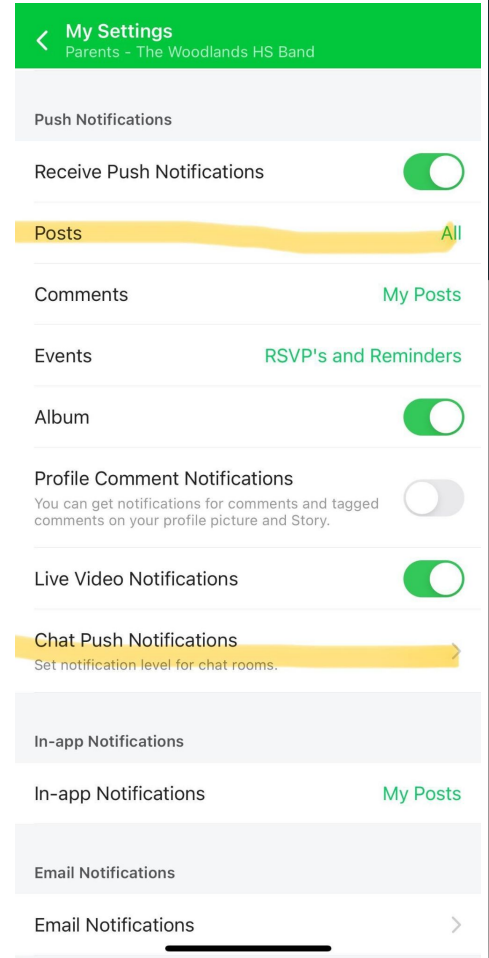 My Settings
Parents - The Woodlands HS Band
Push Notifications
Receive Push Notifications
Posts All
Comments My Posts
Events RSVP's and Reminders
Album
Profile Comment Notifications
You can get notifications for comments and tagged
comments on your profile picture and Story.
Live Video Notifications
Chat Push Notifications
Set notification level for chat rooms.
In-app Notifications
In-app Notifications My Posts
Email Notifications
Email Notifications